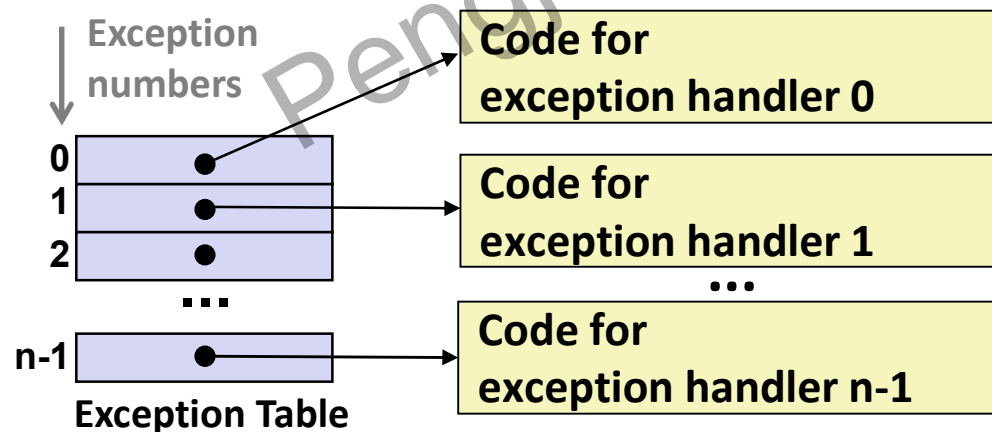 Exception
numbers
Code for
exception handler 0
0
1
2
...
n-1
Code for
exception handler 1
...
Code for
exception handler n-1
Exception Table